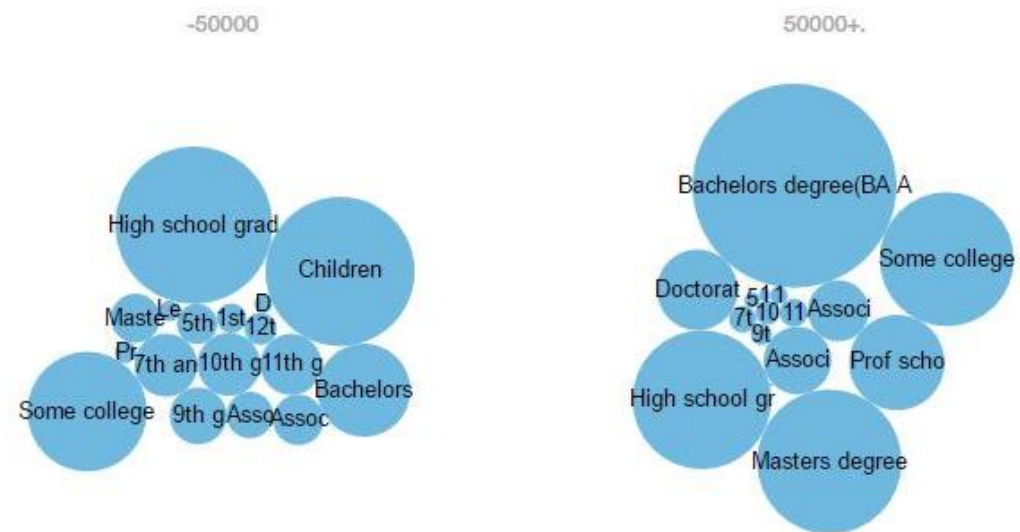 -50000
50000+.
High school grad
Children
Maste
Le
5th
1st
D
12t
Pr
7th an
10th g
11th g
Bachelors
Some college
9th g
Asso
Assoc
Bachelors degree(BA A
Some college
Doctorat
5
11
1
7t
10
11
Associ
9t
Associ
Prof scho
High school gr
Masters degree